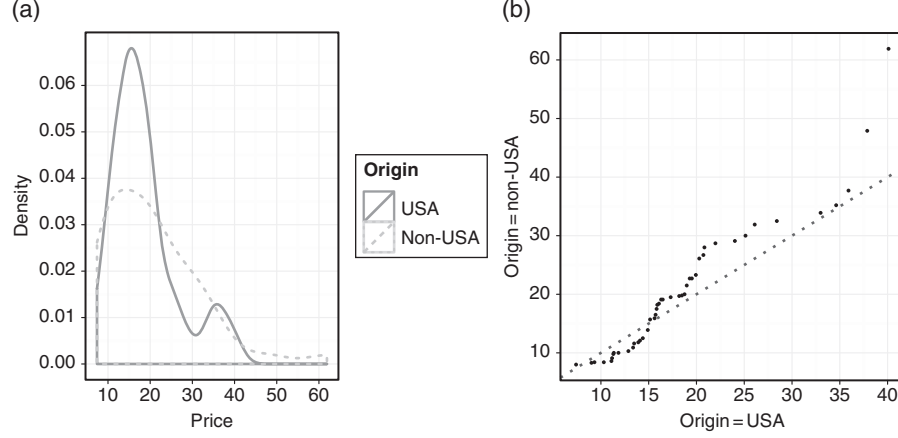 (a)
0.06
0.05
0.04
0.03
0.02
0.01
0.00
Density
10 20 30 40 50 60
Price
Origin
USA
Non-USA
(b)
60
50
40
30
20
10
Origin = non-USA
10 15 20 25 30 35 40
Origin = USA